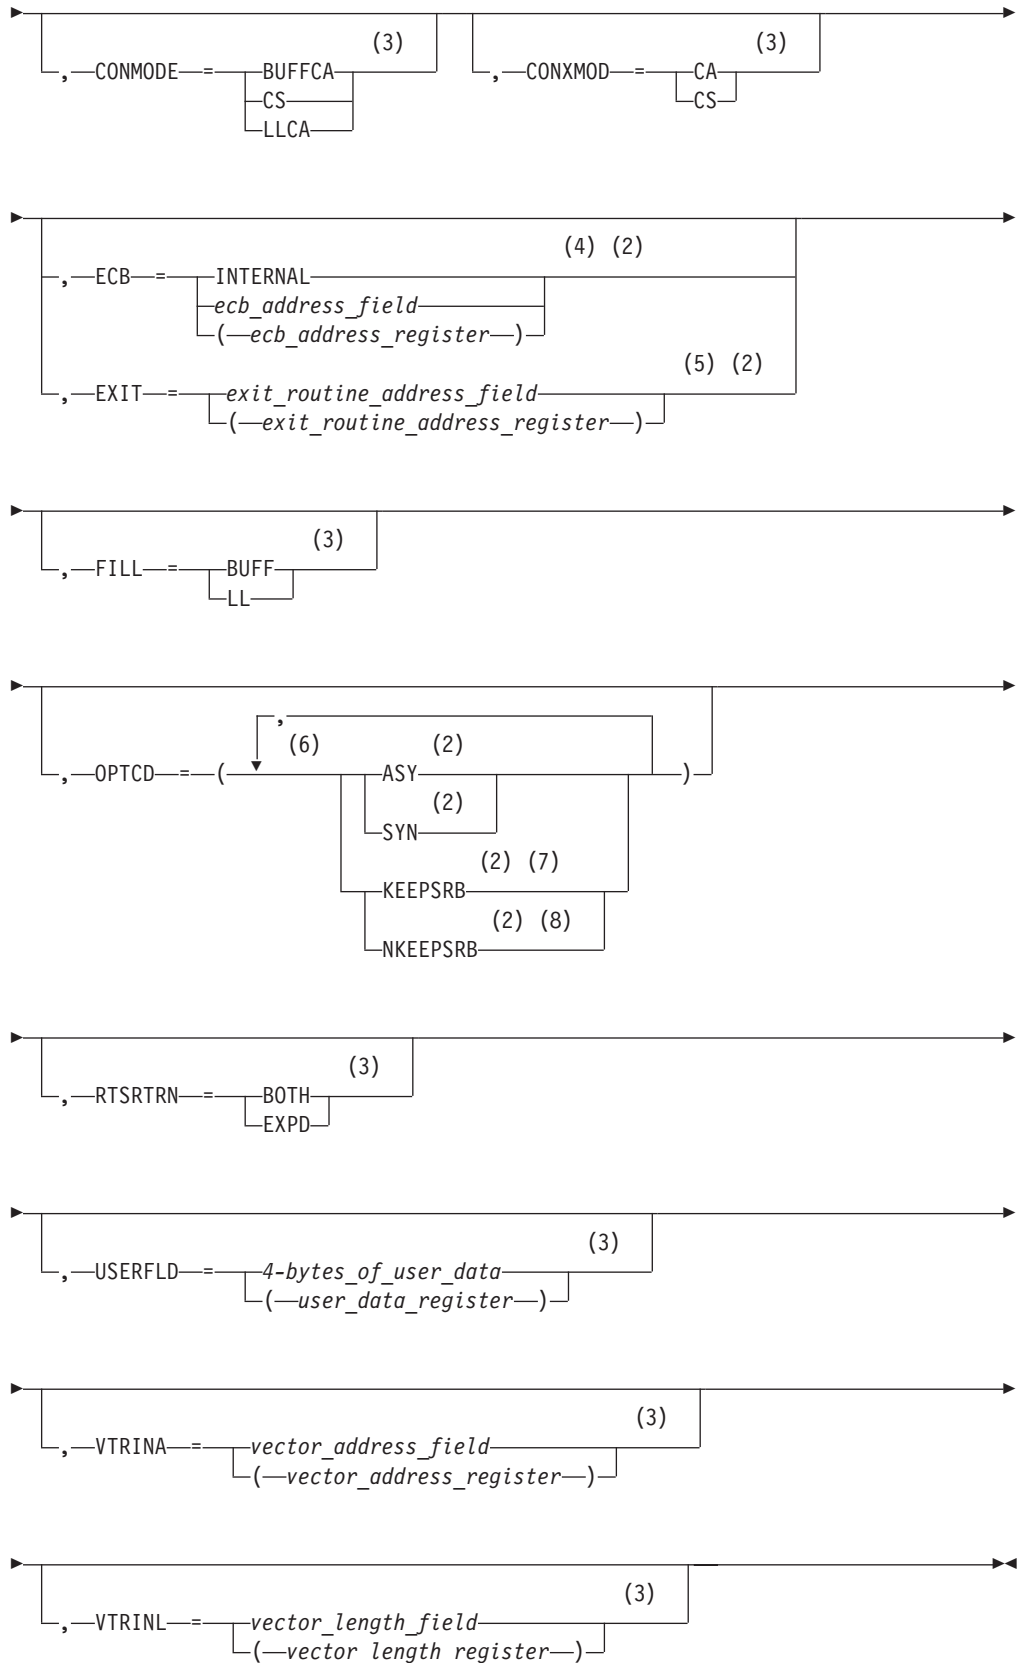 (3) (3)
, CONMODE = BUFFCA , CONXMOD = CA
CS CS
LLCA
(4) (2)
, ECB = INTERNAL
ecb_address_field
( ecb_address_register )
(5) (2)
, EXIT = exit_routine_address_field
( exit_routine_address_register )
(3)
, FILL = BUFF
LL
,
(6) (2)
, OPTCD = ( ASY )
(2)
SYN
(2) (7)
KEEPSRB
(2) (8)
NKEEPSRB
(3)
, RTSRTRN = BOTH
EXPD
(3)
, USERFLD = 4-bytes_of_user_data
( user_data_register )
(3)
, VTRINA = vector_address_field
( vector_address_register )
(3)
, VTRINL = vector_length_field
( vector length register )